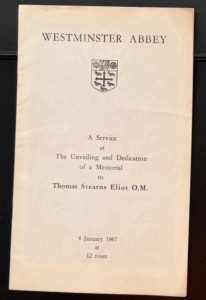 WESTMINSTER ABBEY
A Service
at
The Unveiling and Dedication
of a Memorial
to
Thomas Stearns Eliot O.M.
6 January 1967
at
12 noon